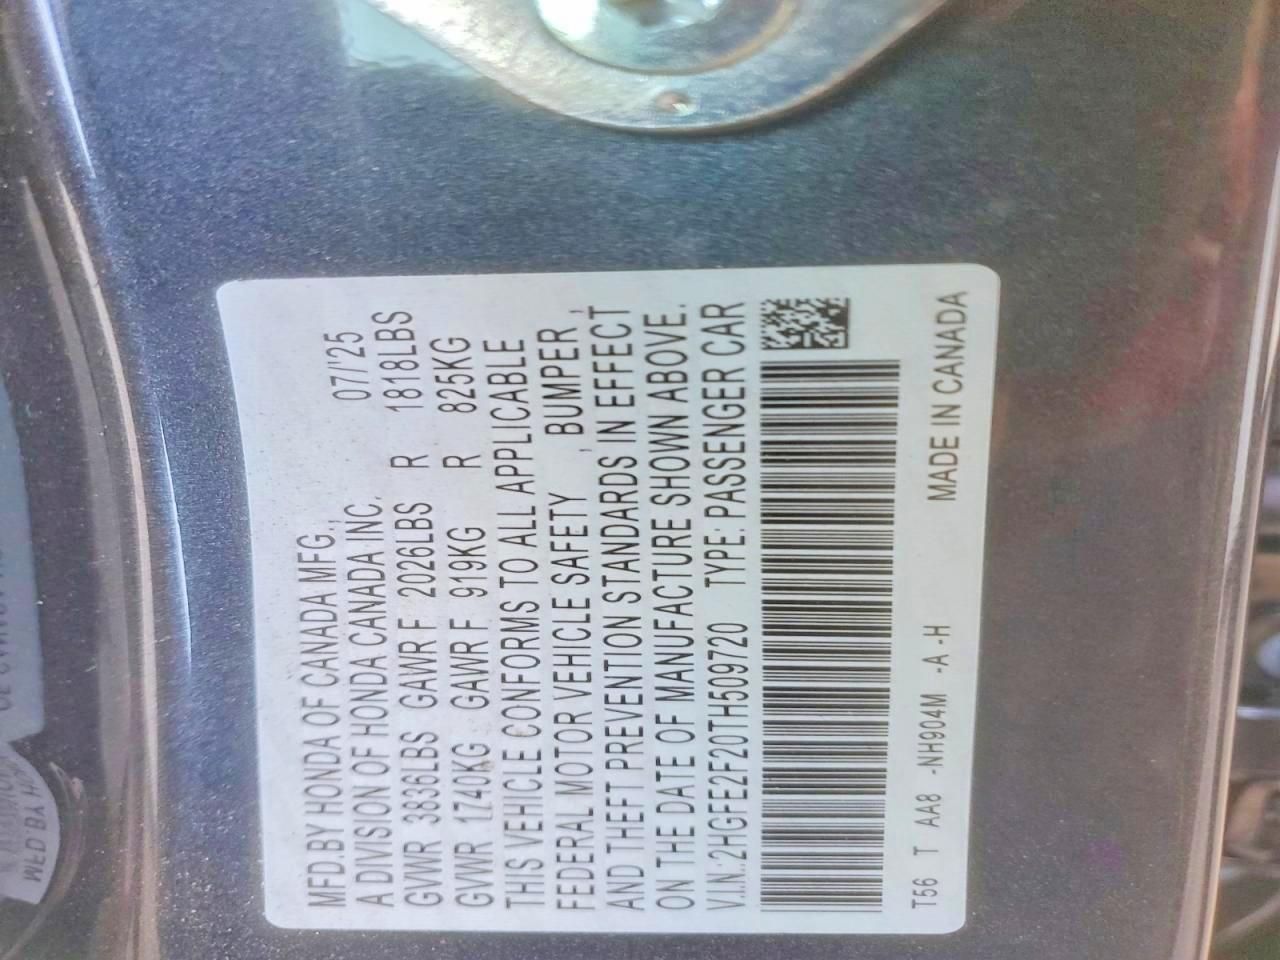 MFD.BY HONDA OF CANADA MFG., 07/'25
A DIVISION OF HONDA CANADA INC.
GVWR 3836LBS GAWR F 2026LBS R 1818LBS
GVWR 1740KG GAWR F 919KG R 825KG
THIS VEHICLE CONFORMS TO ALL APPLICABLE
FEDERAL MOTOR VEHICLE SAFETY , BUMPER ,
AND THEFT PREVENTION STANDARDS IN EFFECT
ON THE DATE OF MANUFACTURE SHOWN ABOVE.
V.I.N.:2HGFE2F20TH509720 TYPE: PASSENGER CAR
T56 T AA8 -NH904M -A -H MADE IN CANADA
MFD BY HON